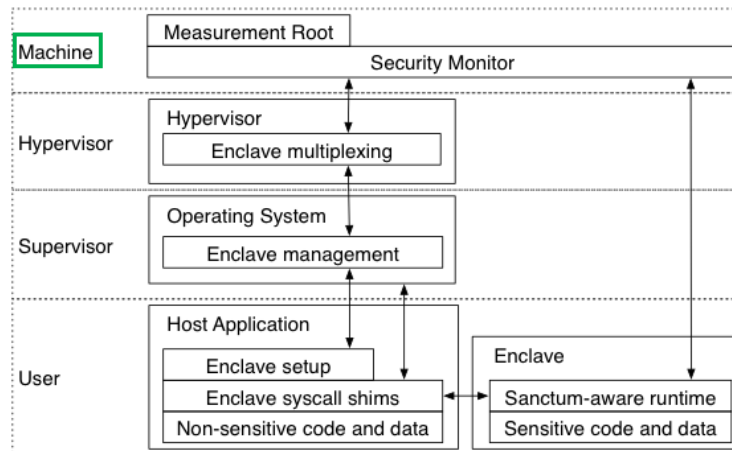 Measurement Root
Machine
Security Monitor
Hypervisor
Hypervisor
Enclave multiplexing
Operating System
Supervisor
Enclave management
Host Application
Enclave
Enclave setup
User
Enclave syscall shims
Sanctum-aware runtime
Non-sensitive code and data
Sensitive code and data